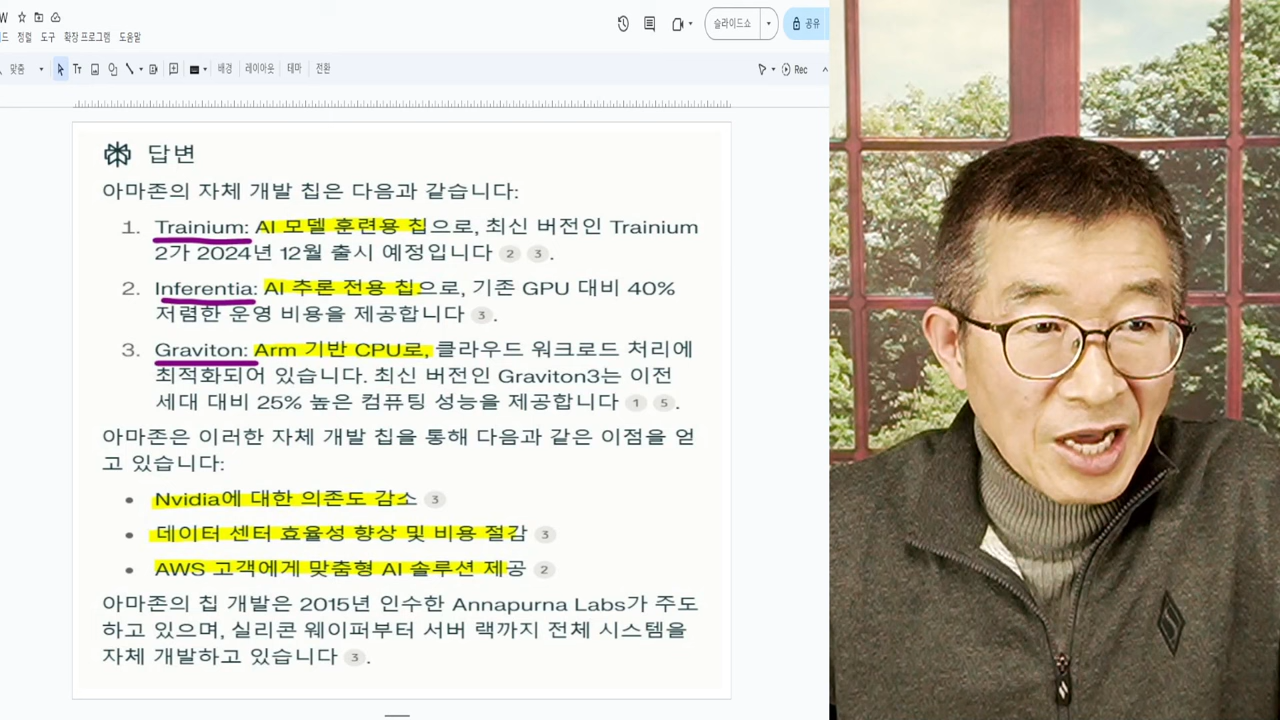 W
드 정렬 도구 확장 프로그램 도움말
슬라이드쇼
공유
맞춤
배경 레이아웃 테마 전환
Rec
답변
아마존의 자체 개발 칩은 다음과 같습니다:
1. Trainium: AI 모델 훈련용 칩으로, 최신 버전인 Trainium
2가 2024년 12월 출시 예정입니다 2 3.
2. Inferentia: AI 추론 전용 칩으로, 기존 GPU 대비 40%
저렴한 운영 비용을 제공합니다 3.
3. Graviton: Arm 기반 CPU로, 클라우드 워크로드 처리에
최적화되어 있습니다. 최신 버전인 Graviton3는 이전
세대 대비 25% 높은 컴퓨팅 성능을 제공합니다 1 5.
아마존은 이러한 자체 개발 칩을 통해 다음과 같은 이점을 얻
고 있습니다:
• Nvidia에 대한 의존도 감소 3
• 데이터 센터 효율성 향상 및 비용 절감 3
• AWS 고객에게 맞춤형 AI 솔루션 제공 2
아마존의 칩 개발은 2015년 인수한 Annapurna Labs가 주도
하고 있으며, 실리콘 웨이퍼부터 서버 랙까지 전체 시스템을
자체 개발하고 있습니다 3.